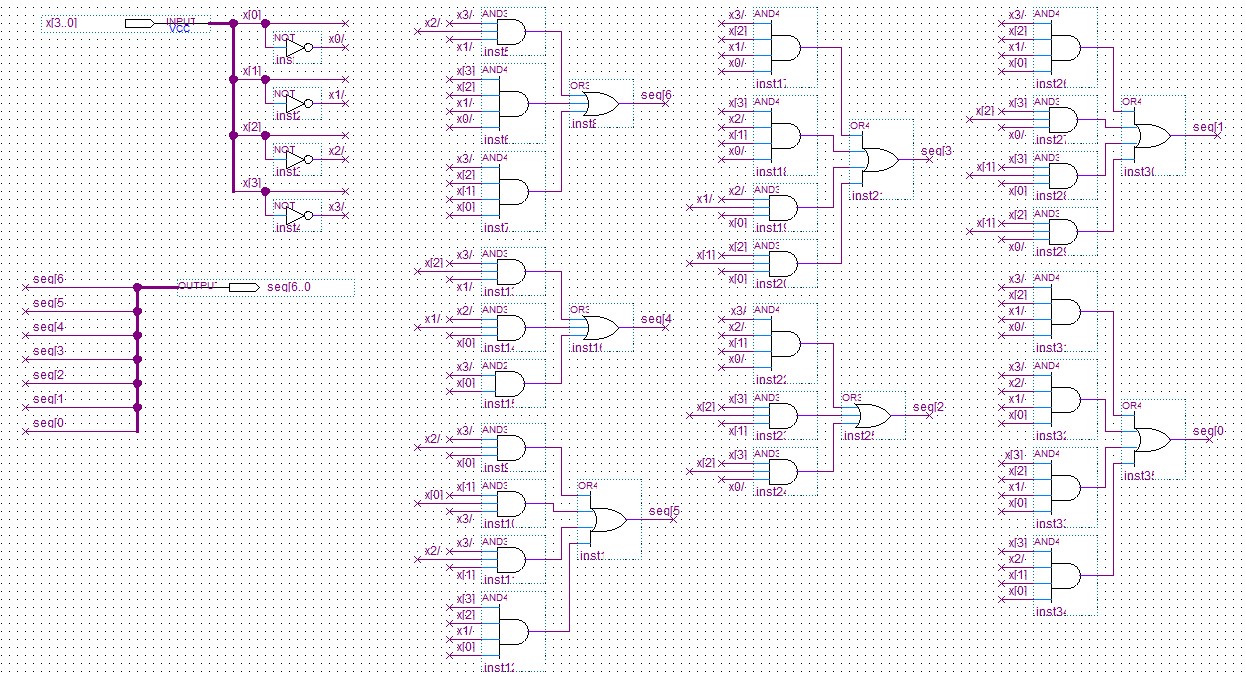 x[3..0]
INPUT
VCC
x[0]
NOT
x0/
ins
x[1]
NOT
x1/
inst2
x[2]
NOT
x2/
inst
x[3]
NOT
x3/
inst4
seq[6
seq[5
seq[4
seq[3
seq[2
seq[1
seq[0
OUTPUT
seq[6..0
x3/
x2/
x1/
AND3
inst5
x[3]
x[2]
x1/
x0/
AND4
inst6
x3/
x[2]
x[1]
x[0]
AND4
inst7
OR3
inst8
seq[6
x3/
x[2]
x1/
AND3
inst1
x2/
x1/
x[0]
AND3
inst14
x3/
x[0]
AND2
inst15
OR3
inst16
seq[4
x3/
x2/
x[0]
AND3
inst9
x[1]
x[0]
x3/
AND3
inst10
x3/
x2/
x[1]
AND3
inst1
x[3]
x[2]
x1/
x[0]
AND4
inst12
OR4
inst
seq[5
x3/
x[2]
x1/
x0/
AND4
inst17
x[3]
x2/
x[1]
x0/
AND4
inst18
x2/
x1/
x[0]
AND3
inst19
x[2]
x[1]
x[0]
AND3
inst20
OR4
inst2
seq[3
x3/
x2/
x[1]
x0/
AND4
inst22
x[3]
x[2]
x[1]
AND3
inst2
x[3]
x[2]
x0/
AND3
inst24
OR3
inst25
seq[2
x3/
x[2]
x1/
x[0]
AND4
inst26
x[3]
x[2]
x0/
AND3
inst27
x[3]
x[1]
x[0]
AND3
inst28
x[2]
x[1]
x0/
AND3
inst29
OR4
inst30
seq[1
x3/
x[2]
x1/
x0/
AND4
inst3
x3/
x2/
x1/
x[0]
AND4
inst32
x[3]
x[2]
x1/
x[0]
AND4
inst3
x[3]
x2/
x[1]
x[0]
AND4
inst34
OR4
inst35
seq[0